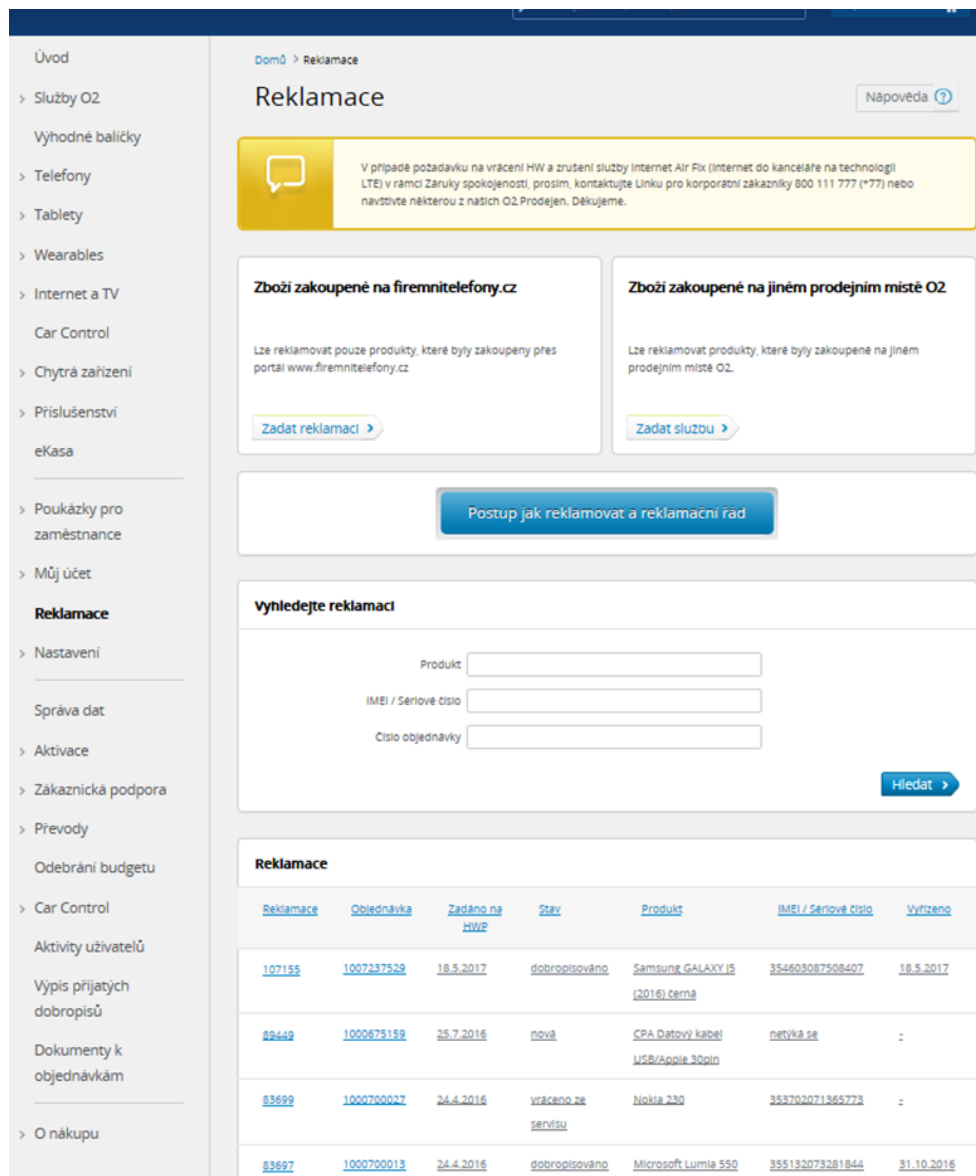 Úvod
Služby O2
Výhodné balíčky
Telefony
Tablety
Wearables
Internet a TV
Car Control
Chytrá zařízení
Příslušenství
eKasa
Poukázky pro
zaměstnance
Můj účet
Reklamace
Nastavení
Správa dat
Aktivace
Zákaznická podpora
Převody
Odebrání budgetu
Car Control
Aktivity uživatelů
Výpis přijatých
dobropisů
Dokumenty k
objednávkám
O nákupu
Domů > Reklamace
Reklamace
Nápověda ?
V případě požadavku na vrácení HW a zrušení služby Internet Air Fix (Internet do kanceláře na technologii
LTE) v rámci Záruky spokojenosti, prosím, kontaktujte Linku pro korporátní zákazníky 800 111 777 (*77) nebo
navštivte některou z našich O2 Prodejen. Děkujeme.
Zboží zakoupené na firemnitelefony.cz
Lze reklamovat pouze produkty, které byly zakoupeny přes
portál www.firemnitelefony.cz
Zadat reklamaci
Zboží zakoupené na jiném prodejním místě O2
Lze reklamovat produkty, které byly zakoupené na jiném
prodejním místě O2.
Zadat službu
Postup jak reklamovat a reklamační řád
Vyhledejte reklamaci
Produkt
IMEI / Sériové číslo
Číslo objednávky
Hledat
Reklamace
Reklamace Objednávka Zadáno na Stav Produkt IMEI / Sériové číslo Vyřízeno
HWP
107155 1007237529 18.5.2017 dobropisováno Samsung GALAXY J5 354603087508407 18.5.2017
(2016) černá
89449 1000675159 25.7.2016 nová CPA Datový kabel netýká se -
USB/Apple 30pin
83699 1000700027 24.4.2016 vráceno ze Nokia 230 353702071365773 -
servisu
83697 1000700013 24.4.2016 dobropisováno Microsoft Lumia 550 355132073281844 31.10.2016